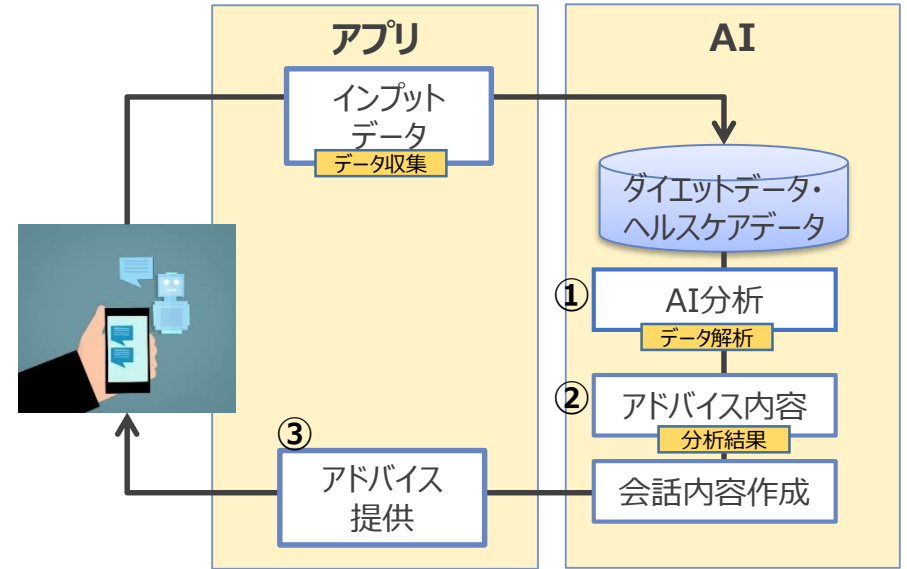 アプリ
インプット
データ
データ収集
AI
ダイエットデータ・
ヘルスケアデータ
①
AI分析
データ解析
②
アドバイス内容
分析結果
会話内容作成
③
アドバイス
提供